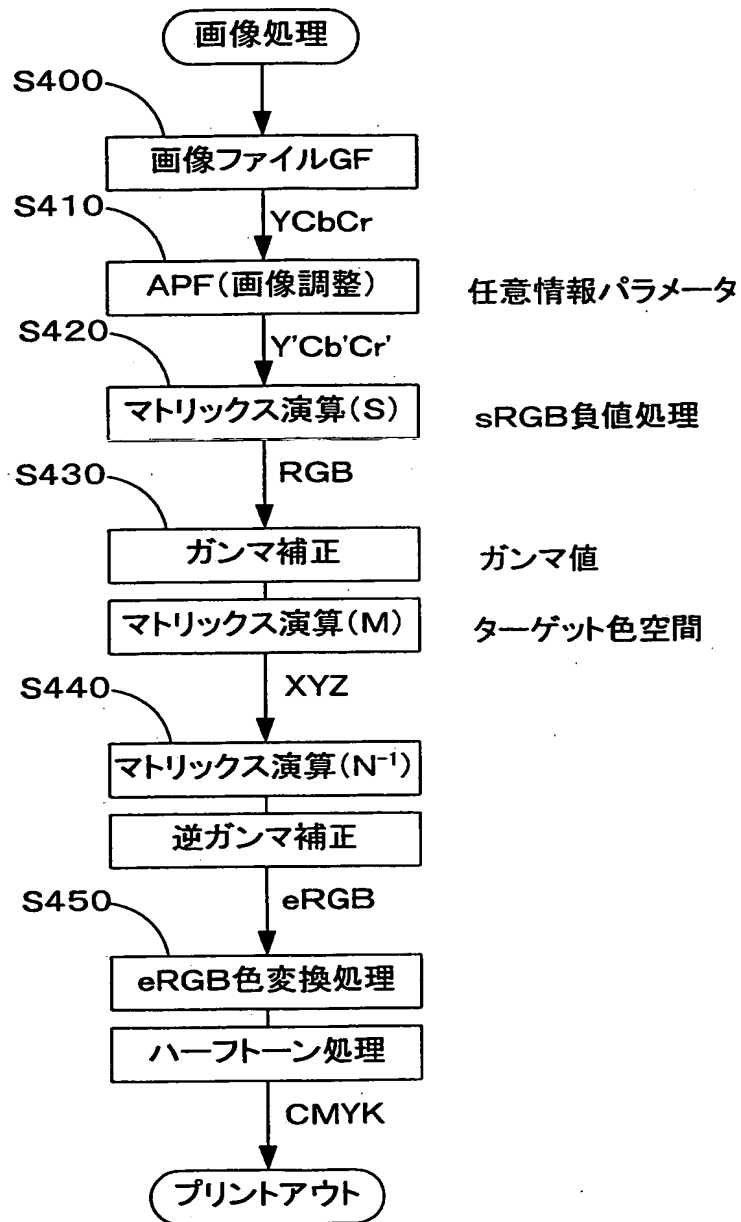 画像処理
S400
画像ファイルGF
S410
YCbCr
APF(画像調整) 任意情報パラメータ
S420
Y'Cb'Cr'
マトリックス演算(S) sRGB負値処理
RGB
S430
ガンマ補正 ガンマ値
マトリックス演算(M) ターゲット色空間
S440
XYZ
マトリックス演算(N⁻¹)
逆ガンマ補正
S450
eRGB
eRGB色変換処理
ハーフトーン処理
CMYK
プリントアウト